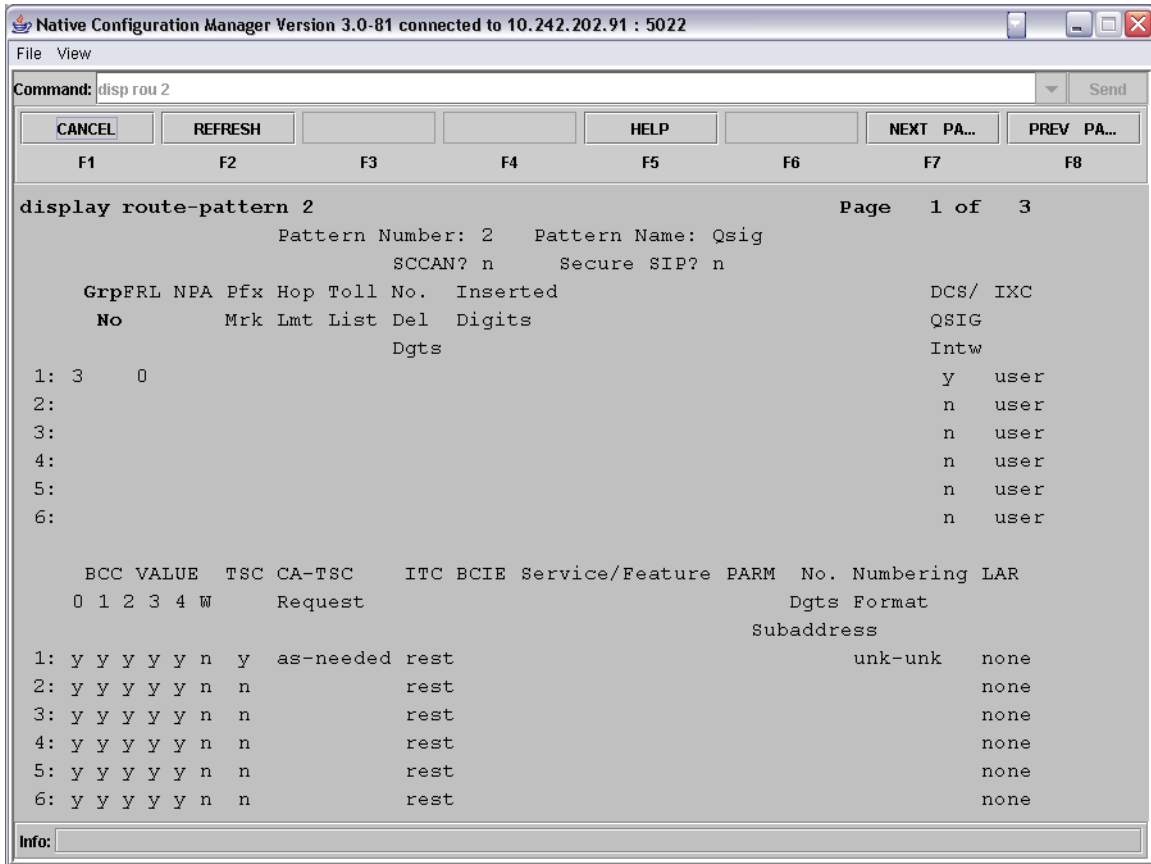 Native Configuration Manager Version 3.0-81 connected to 10.242.202.91 : 5022
File View
Command: disp rou 2 Send
CANCEL REFRESH HELP NEXT PA... PREV PA...
F1 F2 F3 F4 F5 F6 F7 F8
display route-pattern 2 Page 1 of 3
Pattern Number: 2 Pattern Name: Qsig
SCCAN? n Secure SIP? n
GrpFRL NPA Pfx Hop Toll No. Inserted DCS/ IXC
No Mrk Lmt List Del Digits QSIG
Dgts Intw
1: 3 0 y user
2: n user
3: n user
4: n user
5: n user
6: n user
BCC VALUE TSC CA-TSC ITC BCIE Service/Feature PARM No. Numbering LAR
0 1 2 3 4 W Request Dgts Format
Subaddress
1: y y y y y n y as-needed rest unk-unk none
2: y y y y y n n rest none
3: y y y y y n n rest none
4: y y y y y n n rest none
5: y y y y y n n rest none
6: y y y y y n n rest none
Info: